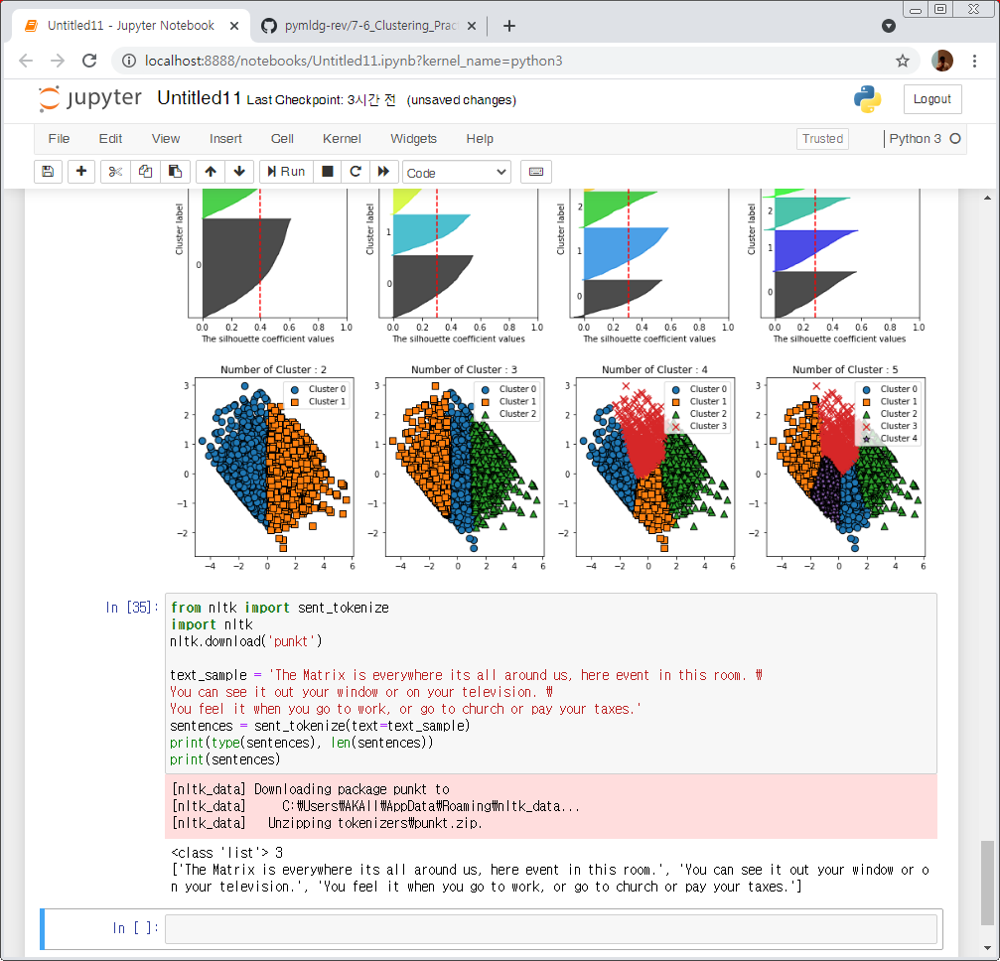 Untitled11 - Jupyter Notebook
pymldg-rev/7-6_Clustering_Prac
localhost:8888/notebooks/Untitled11.ipynb?kernel_name=python3
jupyter Untitled11 Last Checkpoint: 3시간 전 (unsaved changes)
Logout
File Edit View Insert Cell Kernel Widgets Help
Trusted
Python 3
Run
Code
Cluster label
0
0.0 0.2 0.4 0.6 0.8 1.0
The silhouette coefficient values
Cluster label
1
0
0.0 0.2 0.4 0.6 0.8 1.0
The silhouette coefficient values
Cluster label
2
1
0
0.0 0.2 0.4 0.6 0.8 1.0
The silhouette coefficient values
Cluster label
2
1
0
0.0 0.2 0.4 0.6 0.8 1.0
The silhouette coefficient values
Number of Cluster : 2
Cluster 0
Cluster 1
3
2
1
0
−1
−2
−4 −2 0 2 4 6
Number of Cluster : 3
Cluster 0
Cluster 1
Cluster 2
3
2
1
0
−1
−2
−4 −2 0 2 4 6
Number of Cluster : 4
Cluster 0
Cluster 1
Cluster 2
Cluster 3
3
2
1
0
−1
−2
−4 −2 0 2 4 6
Number of Cluster : 5
Cluster 0
Cluster 1
Cluster 2
Cluster 3
Cluster 4
3
2
1
0
−1
−2
−4 −2 0 2 4 6
In [35]:
from nltk import sent_tokenize
import nltk
nltk.download('punkt')
text_sample = 'The Matrix is everywhere its all around us, here event in this room. ₩
You can see it out your window or on your television. ₩
You feel it when you go to work, or go to church or pay your taxes.'
sentences = sent_tokenize(text=text_sample)
print(type(sentences), len(sentences))
print(sentences)
[nltk_data] Downloading package punkt to
[nltk_data]     C:₩Users₩AKAII₩AppData₩Roaming₩nltk_data...
[nltk_data]   Unzipping tokenizers₩punkt.zip.
<class 'list'> 3
['The Matrix is everywhere its all around us, here event in this room.', 'You can see it out your window or o
n your television.', 'You feel it when you go to work, or go to church or pay your taxes.']
In [ ]: